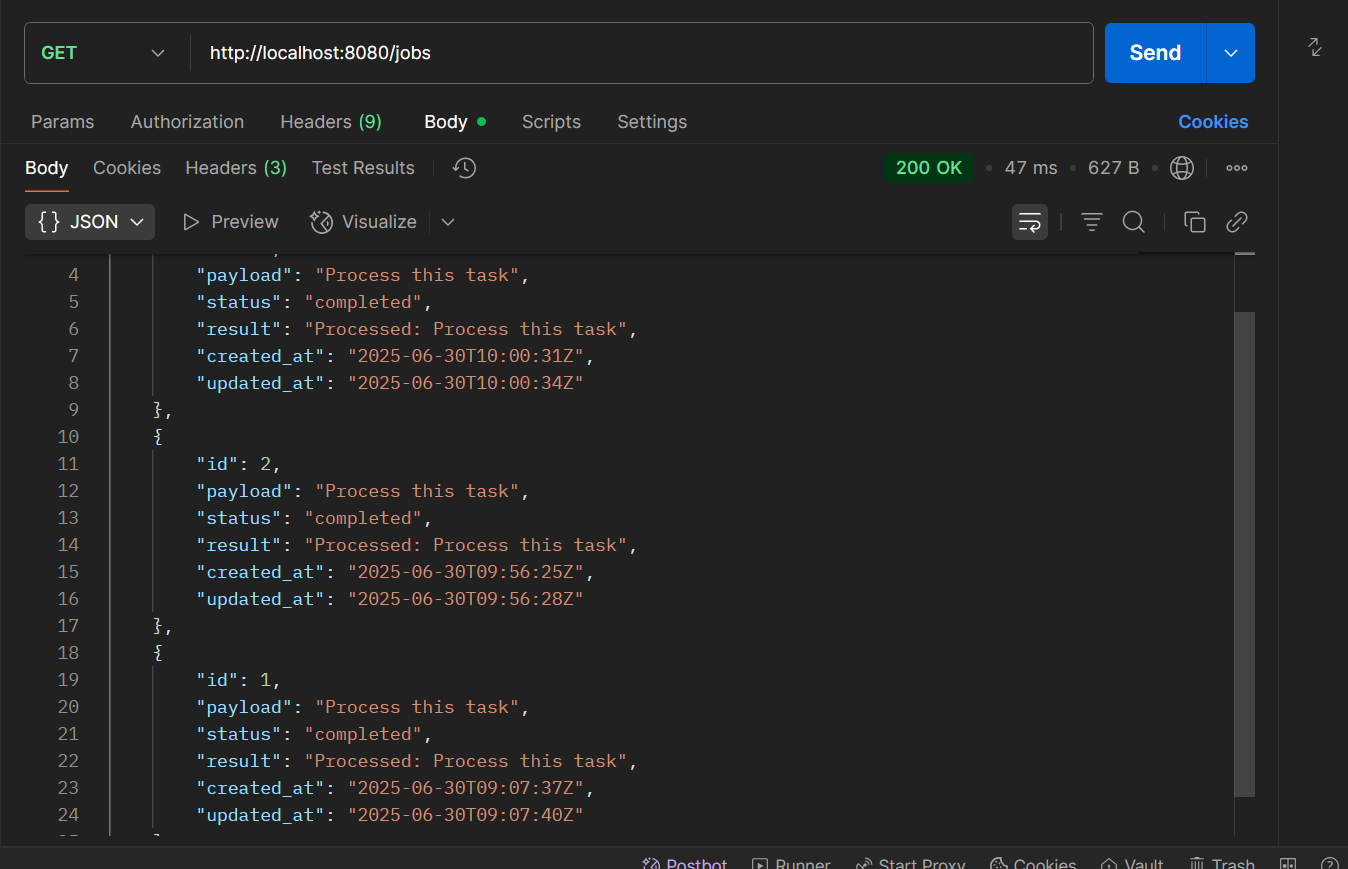 GET http://localhost:8080/jobs Send
Params Authorization Headers (9) Body Scripts Settings Cookies
Body Cookies Headers (3) Test Results 200 OK 47 ms 627 B
{} JSON Preview Visualize
4 "payload": "Process this task",
5 "status": "completed",
6 "result": "Processed: Process this task",
7 "created_at": "2025-06-30T10:00:31Z",
8 "updated_at": "2025-06-30T10:00:34Z"
9 },
10 {
11 "id": 2,
12 "payload": "Process this task",
13 "status": "completed",
14 "result": "Processed: Process this task",
15 "created_at": "2025-06-30T09:56:25Z",
16 "updated_at": "2025-06-30T09:56:28Z"
17 },
18 {
19 "id": 1,
20 "payload": "Process this task",
21 "status": "completed",
22 "result": "Processed: Process this task",
23 "created_at": "2025-06-30T09:07:37Z",
24 "updated_at": "2025-06-30T09:07:40Z"
Postbot Runner Start Proxy Cookies Vault Trash